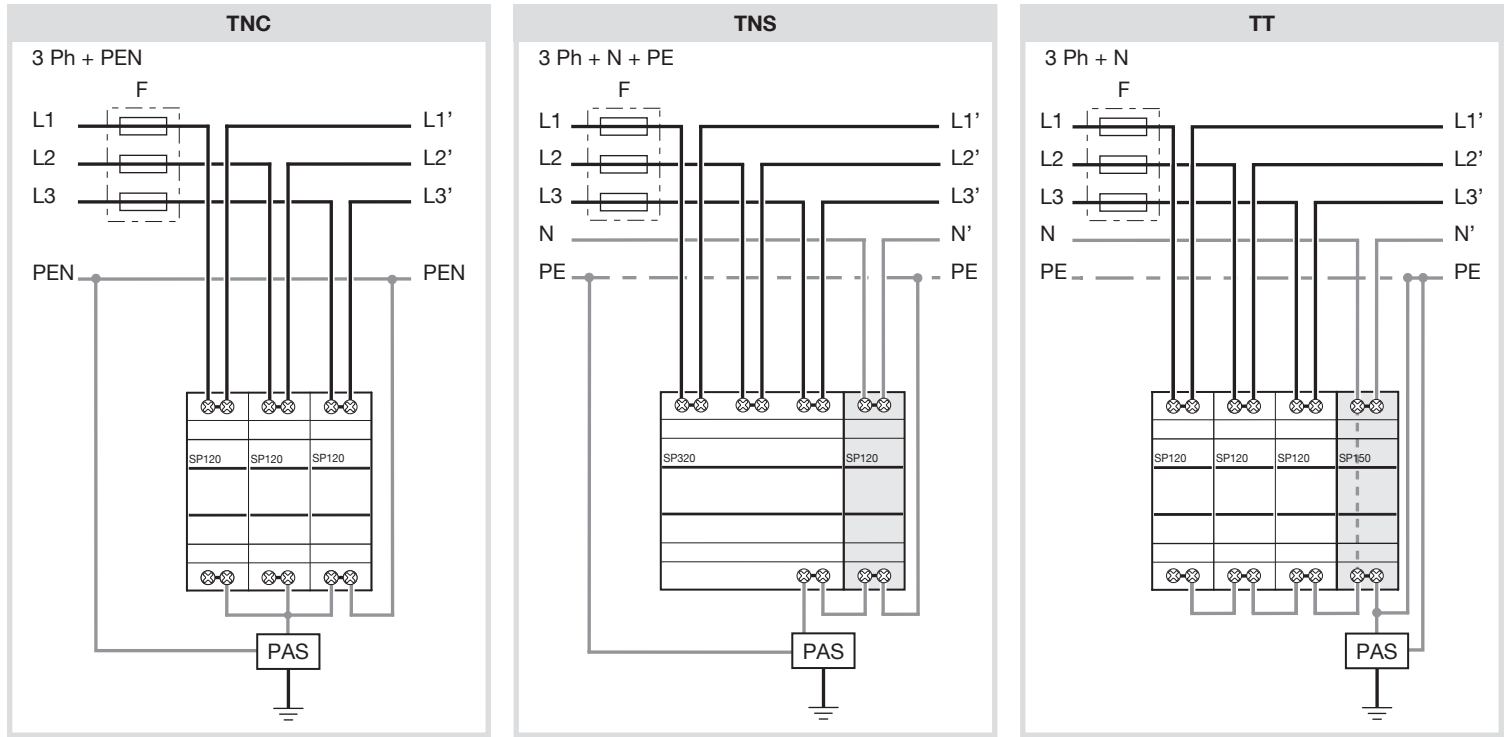 TNC
3 Ph + PEN
F
L1 L1’
L2 L2’
L3 L3’
PEN PEN
SP120 SP120 SP120
PAS
TNS
3 Ph + N + PE
F
L1 L1’
L2 L2’
L3 L3’
N N’
PE PE
SP320 SP120
PAS
TT
3 Ph + N
F
L1 L1’
L2 L2’
L3 L3’
N N’
PE PE
SP120 SP120 SP120 SP150
PAS